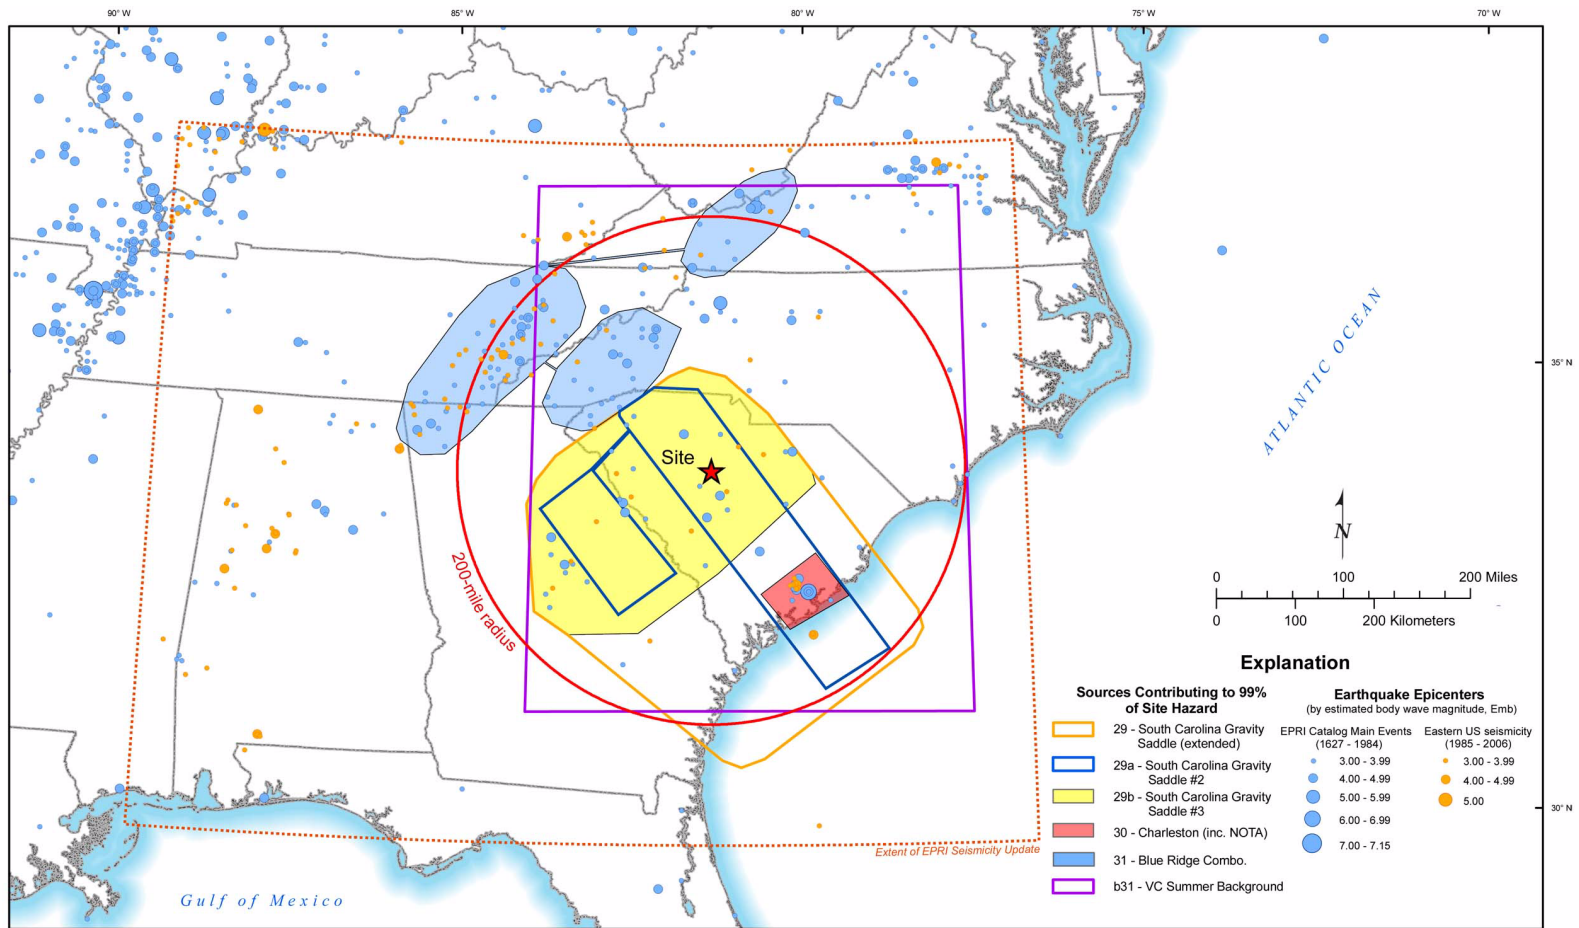 90° W
85° W
80° W
75° W
70° W
35° N
ATLANTIC OCEAN
Site
N
200-mile radius
0 100 200 Miles
0 100 200 Kilometers
30° N
Extent of EPRI Seismicity Update
Gulf of Mexico
Explanation
Sources Contributing to 99%
of Site Hazard
29 - South Carolina Gravity
Saddle (extended)
29a - South Carolina Gravity
Saddle #2
29b - South Carolina Gravity
Saddle #3
30 - Charleston (inc. NOTA)
31 - Blue Ridge Combo.
b31 - VC Summer Background
Earthquake Epicenters
(by estimated body wave magnitude, Emb)
EPRI Catalog Main Events
(1627 - 1984)
3.00 - 3.99
4.00 - 4.99
5.00 - 5.99
6.00 - 6.99
7.00 - 7.15
Eastern US seismicity
(1985 - 2006)
3.00 - 3.99
4.00 - 4.99
5.00